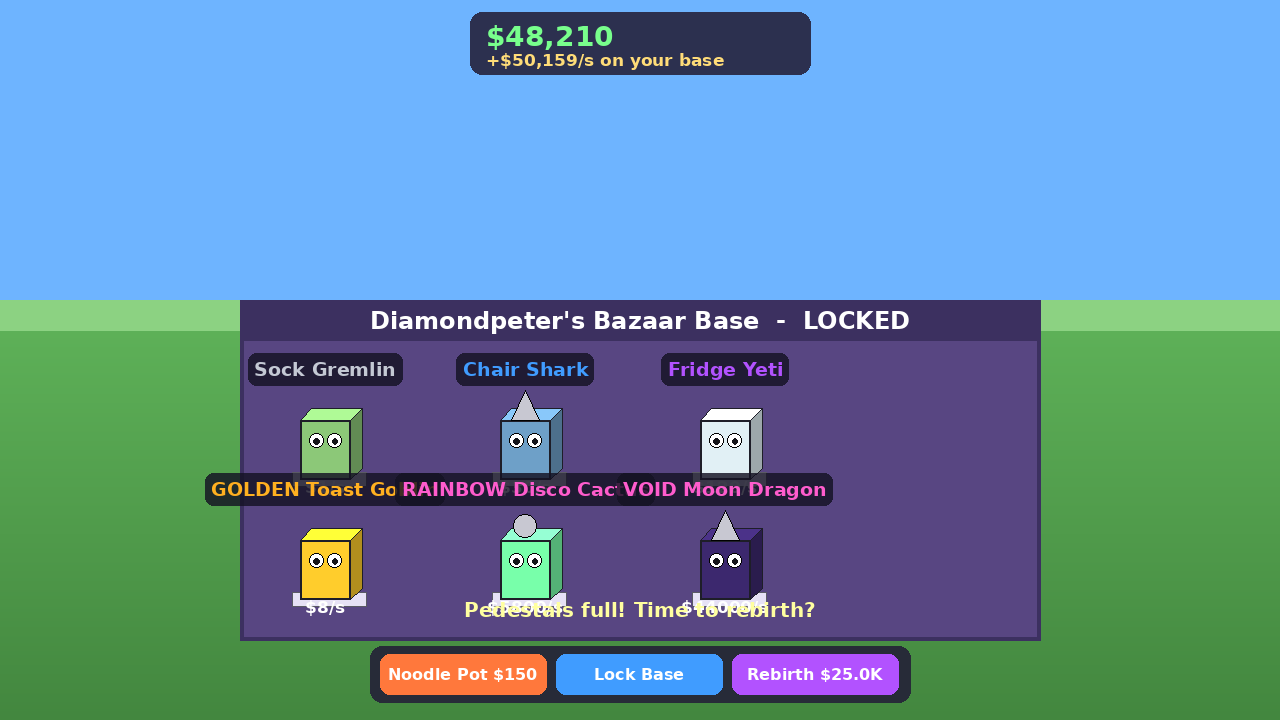 $48,210
+$50,159/s on your base
Diamondpeter's Bazaar Base - LOCKED
Sock Gremlin
Chair Shark
Fridge Yeti
GOLDEN Toast
RAINBOW Disco
VOID Moon Dragon
$8/s
Pedestals full! Time to rebirth?
Noodle Pot $150
Lock Base
Rebirth $25.0K